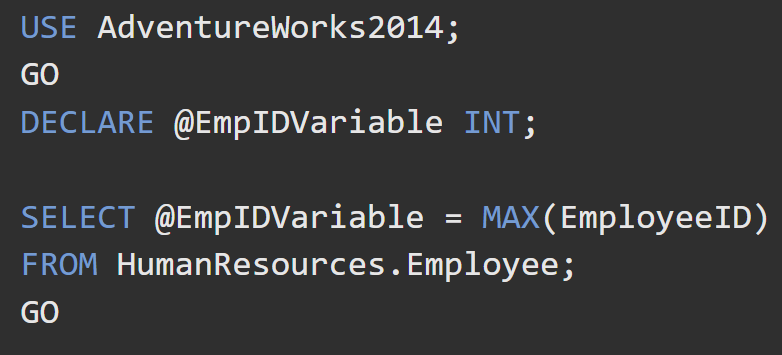 USE AdventureWorks2014;
GO
DECLARE @EmpIDVariable INT;
SELECT @EmpIDVariable = MAX(EmployeeID)
FROM HumanResources.Employee;
GO